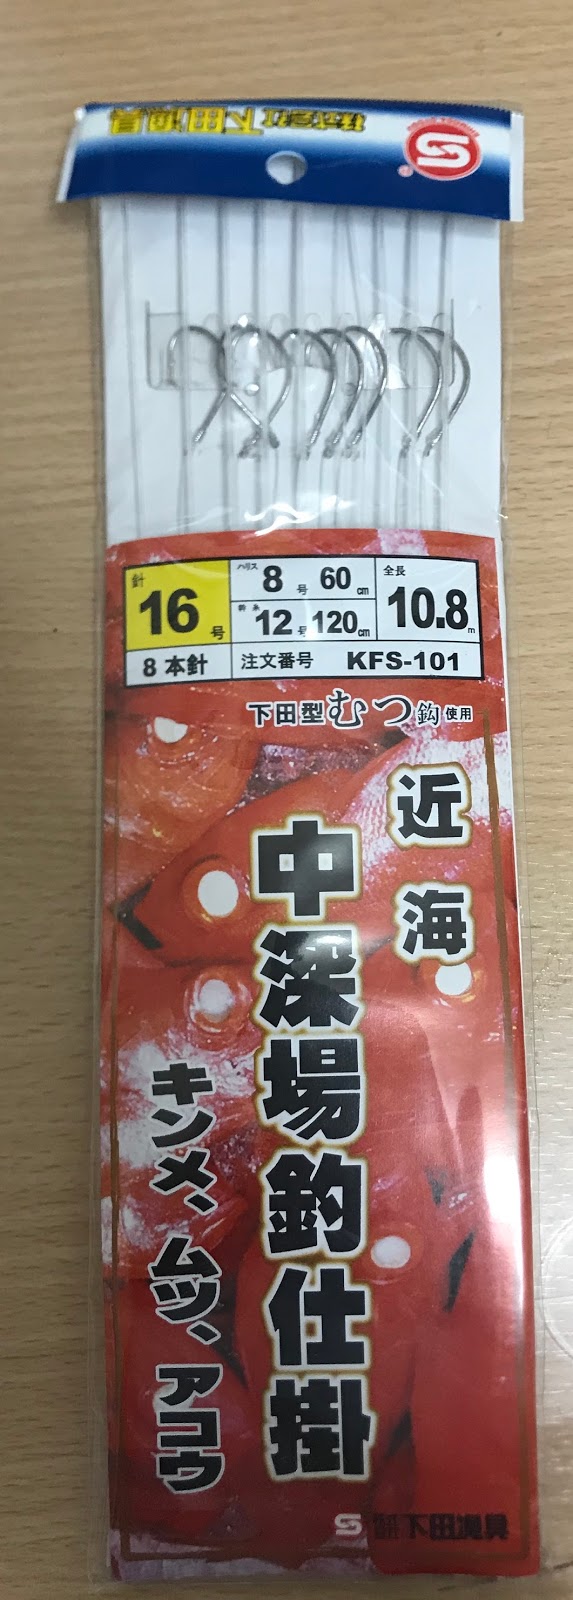 株式会社下田漁具
針 16号
8本針
ハリス 8号 60cm
幹糸 12号 120cm
全長 10.8m
注文番号 KFS-101
下田型むつ鈎使用
近海
中深場釣仕掛
キンメ、ムツ、アコウ
下田漁具